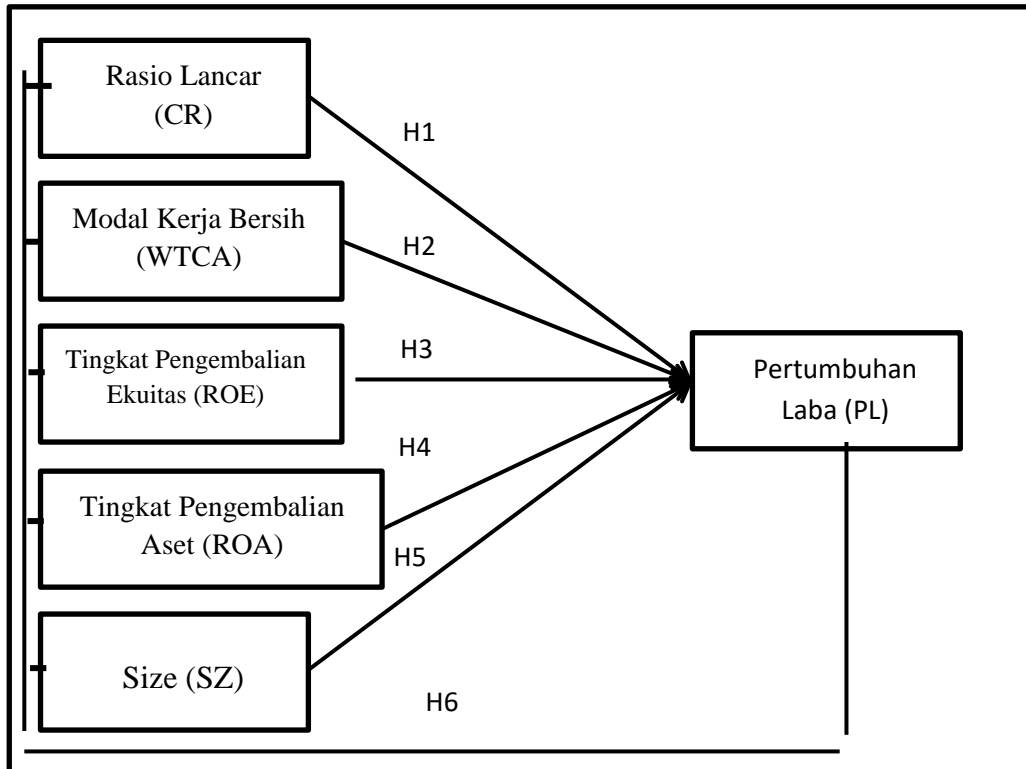 Rasio Lancar
(CR)
H1
Modal Kerja Bersih
(WTCA)
H2
Tingkat Pengembalian
Ekuitas (ROE)
H3
Pertumbuhan
Laba (PL)
H4
Tingkat Pengembalian
Aset (ROA)
H5
Size (SZ)
H6